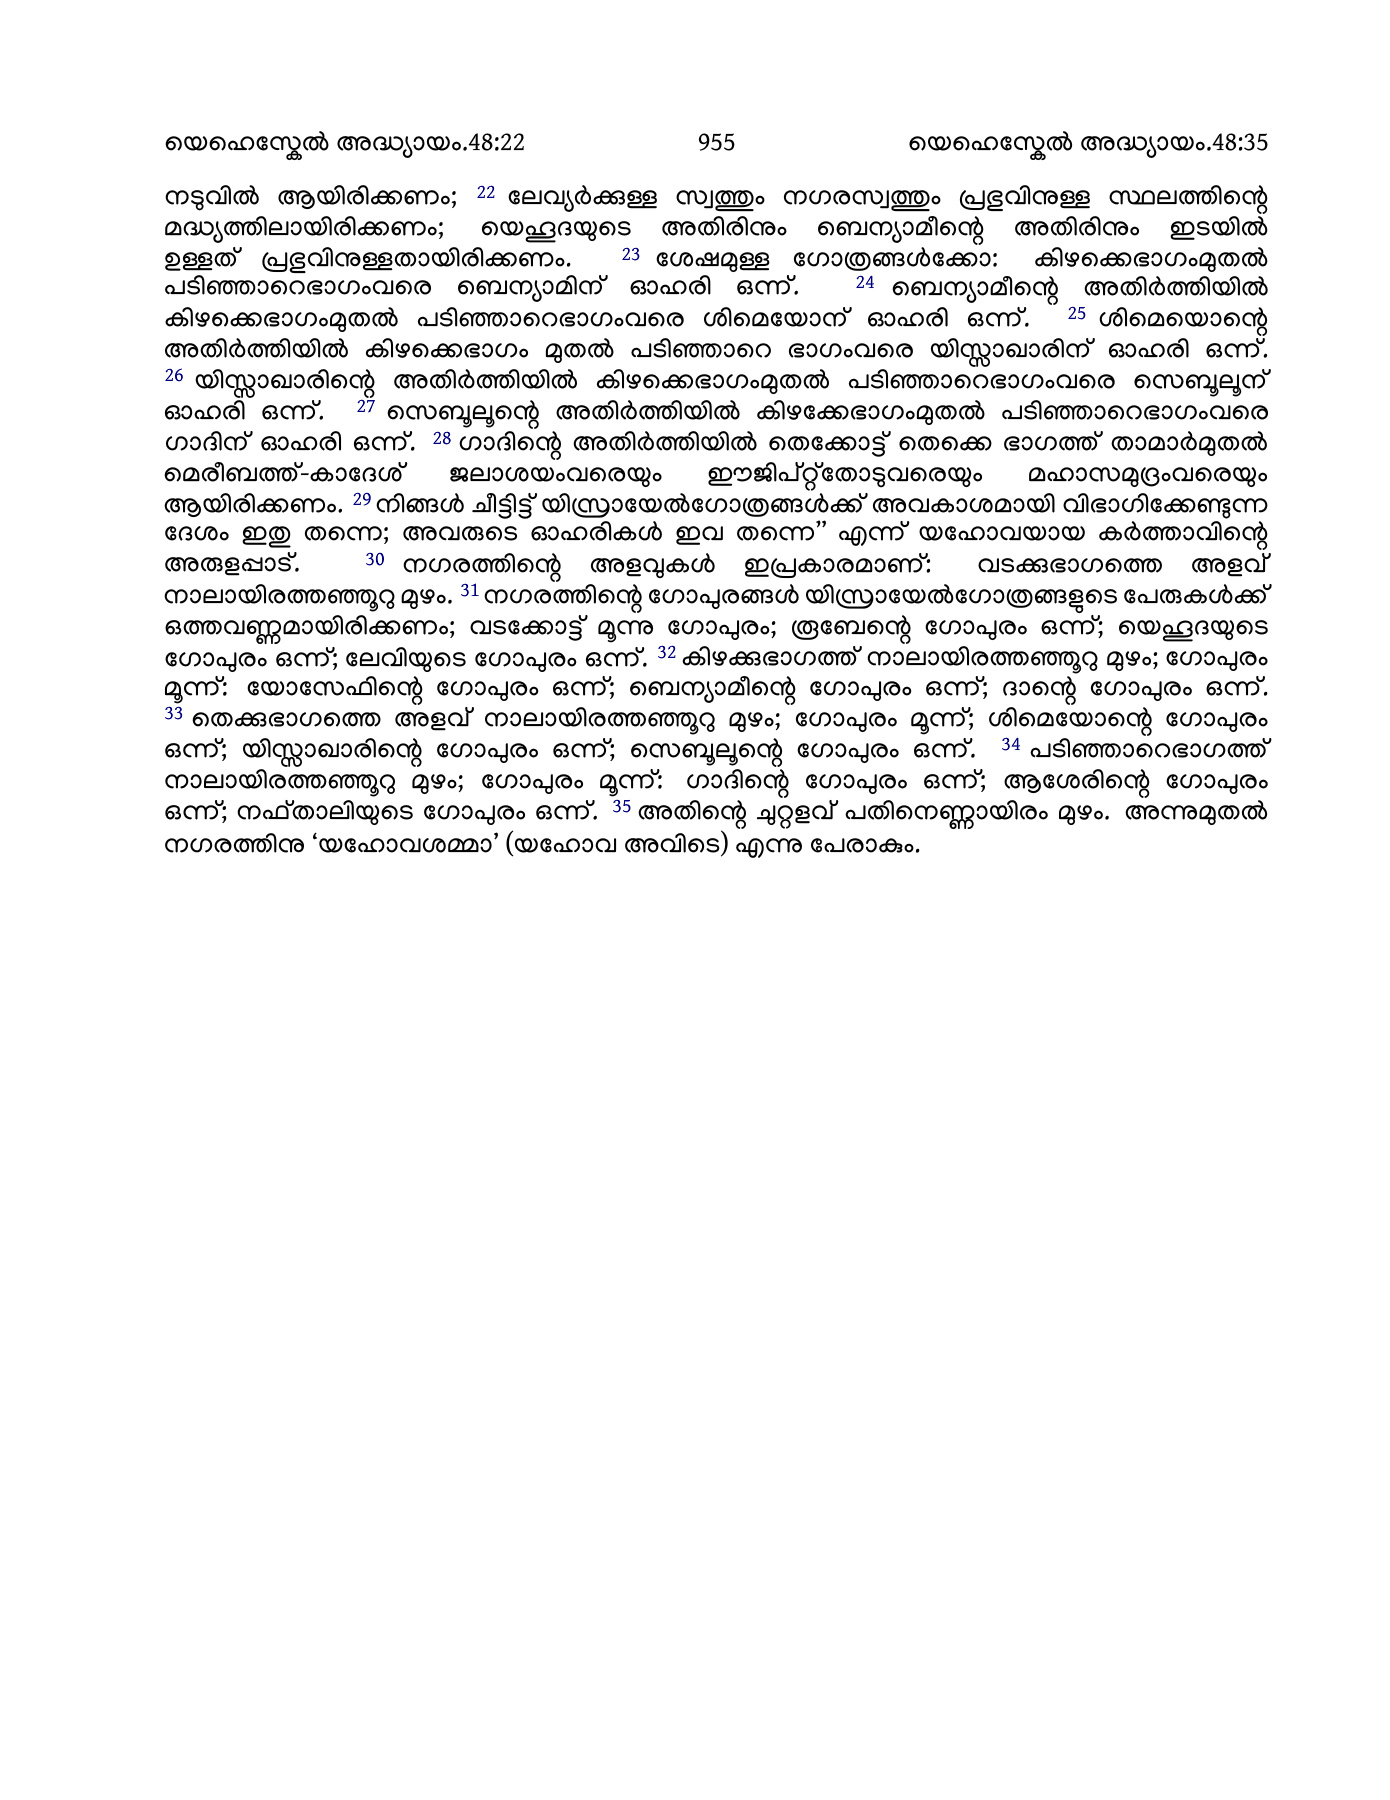 യെഹെസ്കേൽ അദ്ധ്യായം.48:22 955 യെഹെസ്കേൽ അദ്ധ്യായം.48:35
നടുവിൽ ആയിരിക്കണം; 22 ലേവ്യർക്കുള്ള സ്വത്തും നഗരസ്വത്തും പ്രഭുവിനുള്ള സ്ഥലത്തിന്റെ
മദ്ധ്യത്തിലായിരിക്കണം; യെഹൂദയുടെ അതിരിനും ബെന്യാമീന്റെ അതിരിനും ഇടയിൽ
ഉള്ളത് പ്രഭുവിനുള്ളതായിരിക്കണം. 23 ശേഷമുള്ള ഗോത്രങ്ങൾക്കോ: കിഴക്കെഭാഗംമുതൽ
പടിഞ്ഞാറെഭാഗംവരെ ബെന്യാമിന് ഓഹരി ഒന്ന്. 24 ബെന്യാമീന്റെ അതിർത്തിയിൽ
കിഴക്കെഭാഗംമുതൽ പടിഞ്ഞാറെഭാഗംവരെ ശിമെയോന് ഓഹരി ഒന്ന്. 25 ശിമെയൊന്റെ
അതിർത്തിയിൽ കിഴക്കെഭാഗം മുതൽ പടിഞ്ഞാറെ ഭാഗംവരെ യിസ്സാഖാരിന് ഓഹരി ഒന്ന്.
26 യിസ്സാഖാരിന്റെ അതിർത്തിയിൽ കിഴക്കെഭാഗംമുതൽ പടിഞ്ഞാറെഭാഗംവരെ സെബൂലൂന്
ഓഹരി ഒന്ന്. 27 സെബൂലൂന്റെ അതിർത്തിയിൽ കിഴക്കേഭാഗംമുതൽ പടിഞ്ഞാറെഭാഗംവരെ
ഗാദിന് ഓഹരി ഒന്ന്. 28 ഗാദിന്റെ അതിർത്തിയിൽ തെക്കോട്ട് തെക്കെ ഭാഗത്ത് താമാർമുതൽ
മെരീബത്ത്-കാദേശ് ജലാശയംവരെയും ഈജിപ്റ്റ്തോടുവരെയും മഹാസമുദ്രംവരെയും
ആയിരിക്കണം. 29 നിങ്ങൾ ചീട്ടിട്ട് യിസ്രായേൽഗോത്രങ്ങൾക്ക് അവകാശമായി വിഭാഗിക്കേണ്ടുന്ന
ദേശം ഇതു തന്നെ; അവരുടെ ഓഹരികൾ ഇവ തന്നെ” എന്ന് യഹോവയായ കർത്താവിന്റെ
അരുളപ്പാട്. 30 നഗരത്തിന്റെ അളവുകൾ ഇപ്രകാരമാണ്: വടക്കുഭാഗത്തെ അളവ്
നാലായിരത്തഞ്ഞൂറു മുഴം. 31 നഗരത്തിന്റെ ഗോപുരങ്ങൾ യിസ്രായേൽഗോത്രങ്ങളുടെ പേരുകൾക്ക്
ഒത്തവണ്ണമായിരിക്കണം; വടക്കോട്ട് മൂന്നു ഗോപുരം; രൂബേന്റെ ഗോപുരം ഒന്ന്; യെഹൂദയുടെ
ഗോപുരം ഒന്ന്; ലേവിയുടെ ഗോപുരം ഒന്ന്. 32 കിഴക്കുഭാഗത്ത് നാലായിരത്തഞ്ഞൂറു മുഴം; ഗോപുരം
മൂന്ന്: യോസേഫിന്റെ ഗോപുരം ഒന്ന്; ബെന്യാമീന്റെ ഗോപുരം ഒന്ന്; ദാന്റെ ഗോപുരം ഒന്ന്.
33 തെക്കുഭാഗത്തെ അളവ് നാലായിരത്തഞ്ഞൂറു മുഴം; ഗോപുരം മൂന്ന്; ശിമെയോന്റെ ഗോപുരം
ഒന്ന്; യിസ്സാഖാരിന്റെ ഗോപുരം ഒന്ന്; സെബൂലൂന്റെ ഗോപുരം ഒന്ന്. 34 പടിഞ്ഞാറെഭാഗത്ത്
നാലായിരത്തഞ്ഞൂറു മുഴം; ഗോപുരം മൂന്ന്: ഗാദിന്റെ ഗോപുരം ഒന്ന്; ആശേരിന്റെ ഗോപുരം
ഒന്ന്; നഫ്താലിയുടെ ഗോപുരം ഒന്ന്. 35 അതിന്റെ ചുറ്റളവ് പതിനെണ്ണായിരം മുഴം. അന്നുമുതൽ
നഗരത്തിനു ‘യഹോവശമ്മാ’ (യഹോവ അവിടെ) എന്നു പേരാകും.